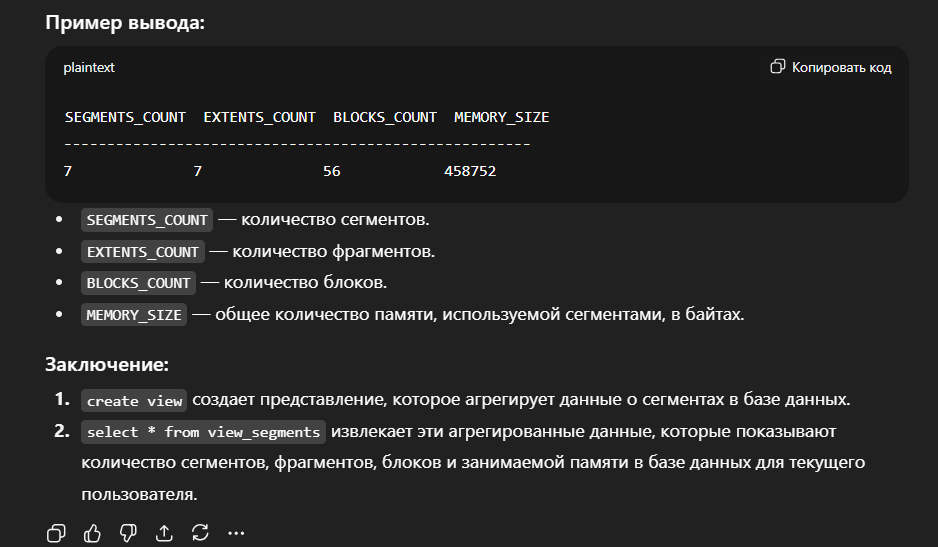 Пример вывода:
plaintext Копировать код
SEGMENTS_COUNT EXTENTS_COUNT BLOCKS_COUNT MEMORY_SIZE
------------------------------------------------------
7 7 56 458752
• SEGMENTS_COUNT — количество сегментов.
• EXTENTS_COUNT — количество фрагментов.
• BLOCKS_COUNT — количество блоков.
• MEMORY_SIZE — общее количество памяти, используемой сегментами, в байтах.
Заключение:
1. create view создает представление, которое агрегирует данные о сегментах в базе данных.
2. select * from view_segments извлекает эти агрегированные данные, которые показывают
количество сегментов, фрагментов, блоков и занимаемой памяти в базе данных для текущего
пользователя.